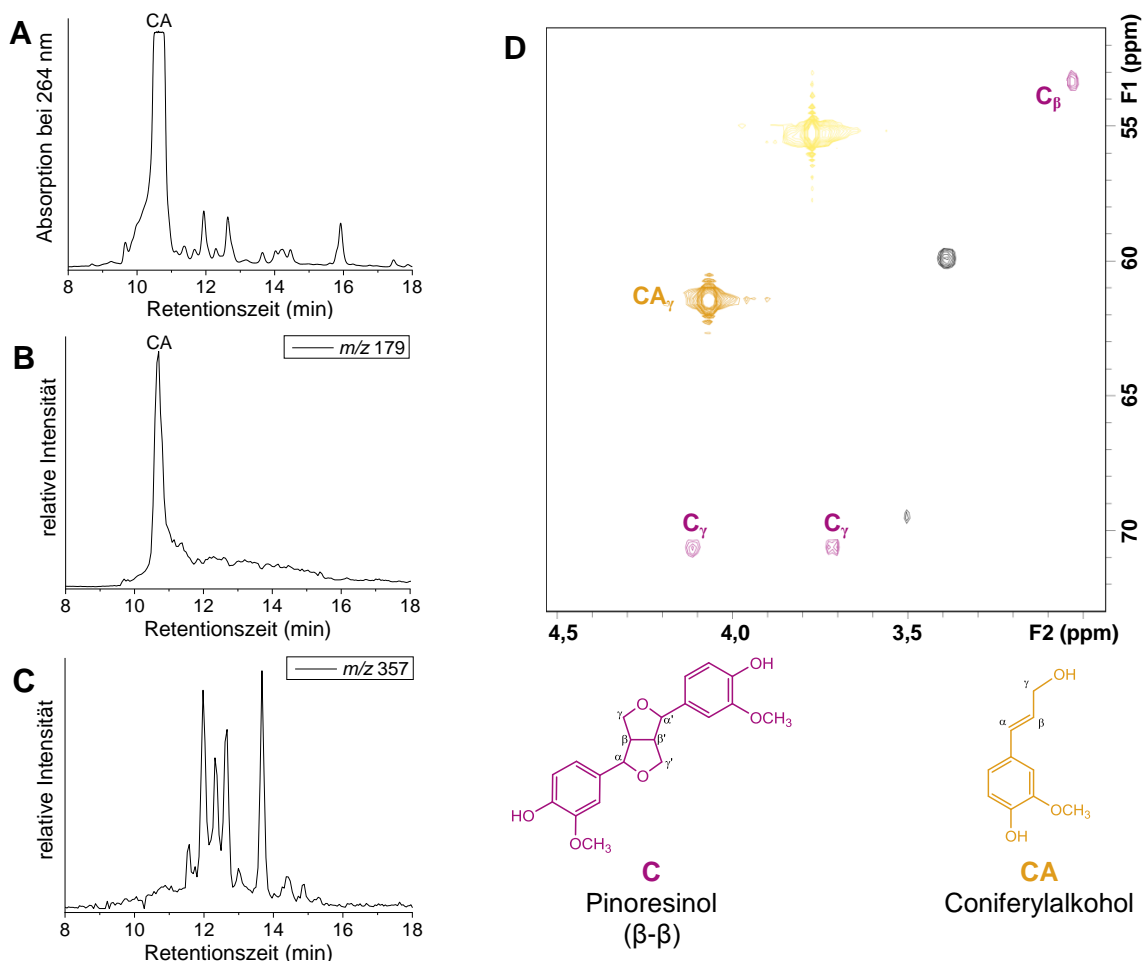 A
CA
Absorption bei 264 nm
8 10 12 14 16 18
Retentionszeit (min)
B
CA
m/z 179
relative Intensität
8 10 12 14 16 18
Retentionszeit (min)
C
m/z 357
relative Intensität
8 10 12 14 16 18
Retentionszeit (min)
D
Cβ
CAγ
Cγ
Cγ
F1 (ppm)
55
60
65
70
4,5 4,0 3,5 F2 (ppm)
OH
O α' OCH3
γ
β β'
α γ'
O
HO
OCH3
C
Pinoresinol
(β-β)
OH
γ
α β
OCH3
OH
CA
Coniferylalkohol